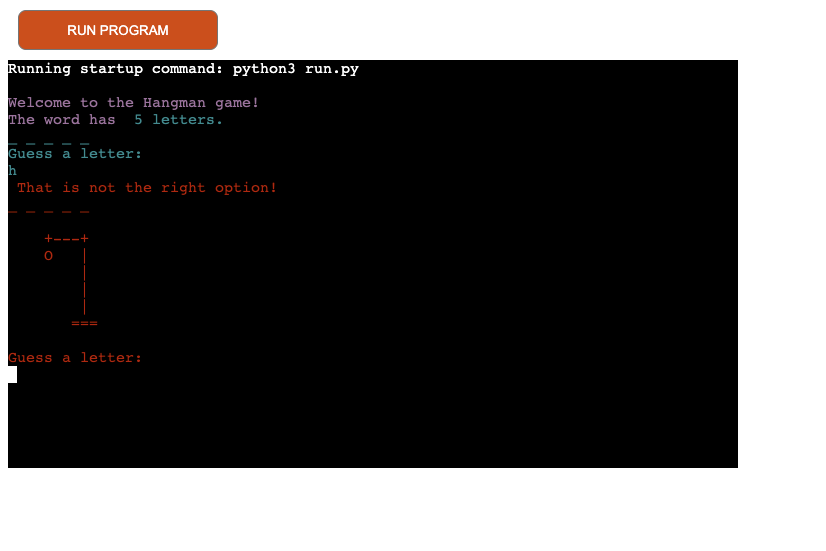 RUN PROGRAM
Running startup command: python3 run.py
Welcome to the Hangman game!
The word has  5 letters.
_ _ _ _ _
Guess a letter:
h
 That is not the right option!
_ _ _ _ _
    +---+
    O   |
        |
        |
        |
       ===
Guess a letter: